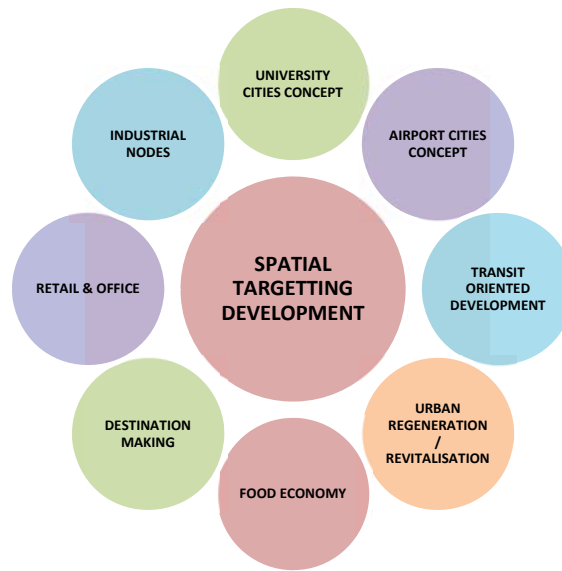 UNIVERSITY
CITIES CONCEPT
AIRPORT CITIES
CONCEPT
TRANSIT
ORIENTED
DEVELOPMENT
URBAN
REGENERATION
/
REVITALISATION
FOOD ECONOMY
DESTINATION
MAKING
RETAIL & OFFICE
INDUSTRIAL
NODES
SPATIAL
TARGETTING
DEVELOPMENT